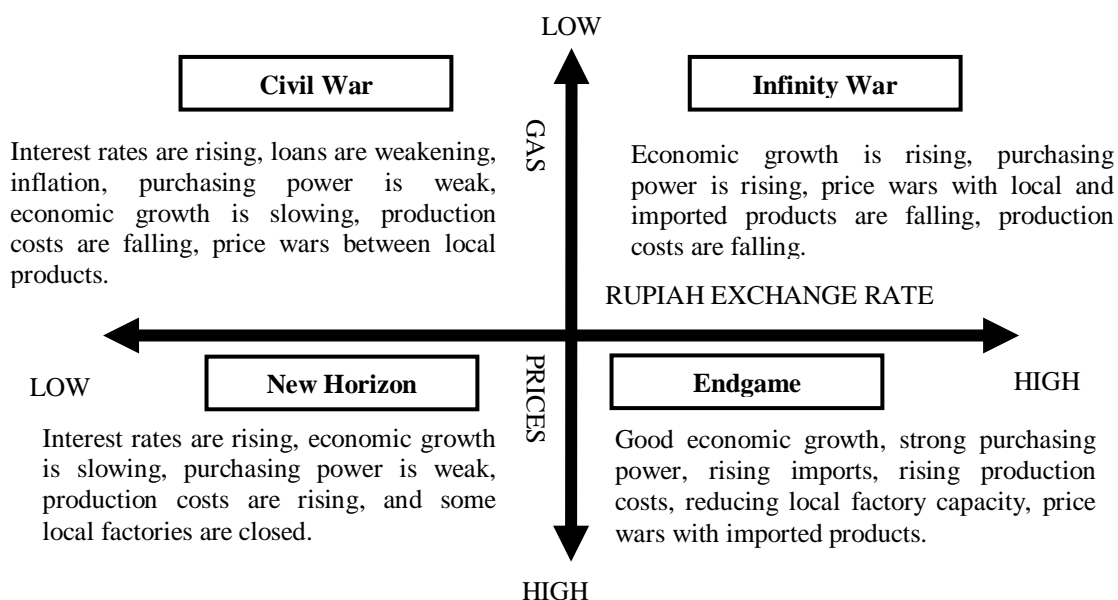 LOW
Civil War
Infinity War
GAS
Interest rates are rising, loans are weakening,
inflation, purchasing power is weak,
economic growth is slowing, production
costs are falling, price wars between local
products.
Economic growth is rising, purchasing
power is rising, price wars with local and
imported products are falling, production
costs are falling.
RUPIAH EXCHANGE RATE
LOW
New Horizon
PRICES
Endgame
HIGH
Interest rates are rising, economic growth
is slowing, purchasing power is weak,
production costs are rising, and some
local factories are closed.
Good economic growth, strong purchasing
power, rising imports, rising production
costs, reducing local factory capacity, price
wars with imported products.
HIGH